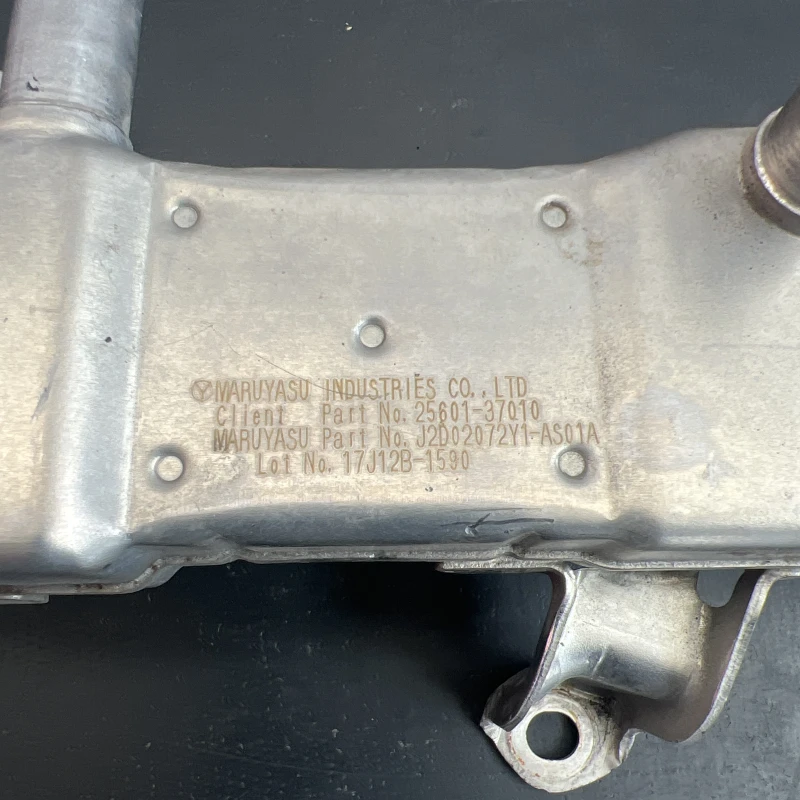 MARUYASU INDUSTRIES CO., LTD
Client Part No. 25601-37010
MARUYASU Part No. J2D02072Y1-AS01A
Lot No. 17J12B-1590